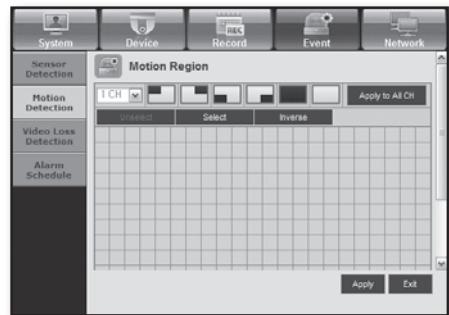 System Device Record Event Network
REC
Sensor
Detection
Motion Region
Motion
Detection
1 CH Apply to All CH
Unselect Select Inverse
Video Loss
Detection
Alarm
Schedule
Apply Exit